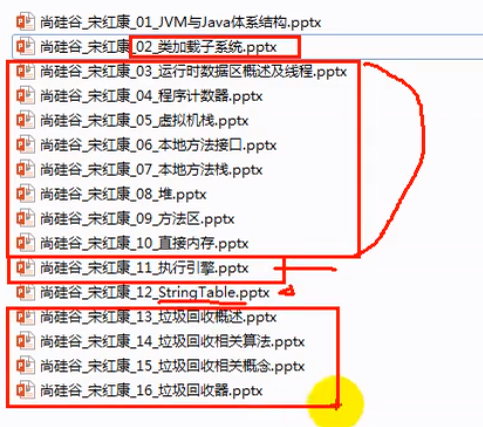 尚硅谷_宋红康_01_JVM与Java体系结构.pptx
尚硅谷_宋红康_02_类加载子系统.pptx
尚硅谷_宋红康_03_运行时数据区概述及线程.pptx
尚硅谷_宋红康_04_程序计数器.pptx
尚硅谷_宋红康_05_虚拟机栈.pptx
尚硅谷_宋红康_06_本地方法接口.pptx
尚硅谷_宋红康_07_本地方法栈.pptx
尚硅谷_宋红康_08_堆.pptx
尚硅谷_宋红康_09_方法区.pptx
尚硅谷_宋红康_10_直接内存.pptx
尚硅谷_宋红康_11_执行引擎.pptx
尚硅谷_宋红康_12_StringTable.pptx
尚硅谷_宋红康_13_垃圾回收概述.pptx
尚硅谷_宋红康_14_垃圾回收相关算法.pptx
尚硅谷_宋红康_15_垃圾回收相关概念.pptx
尚硅谷_宋红康_16_垃圾回收器.pptx